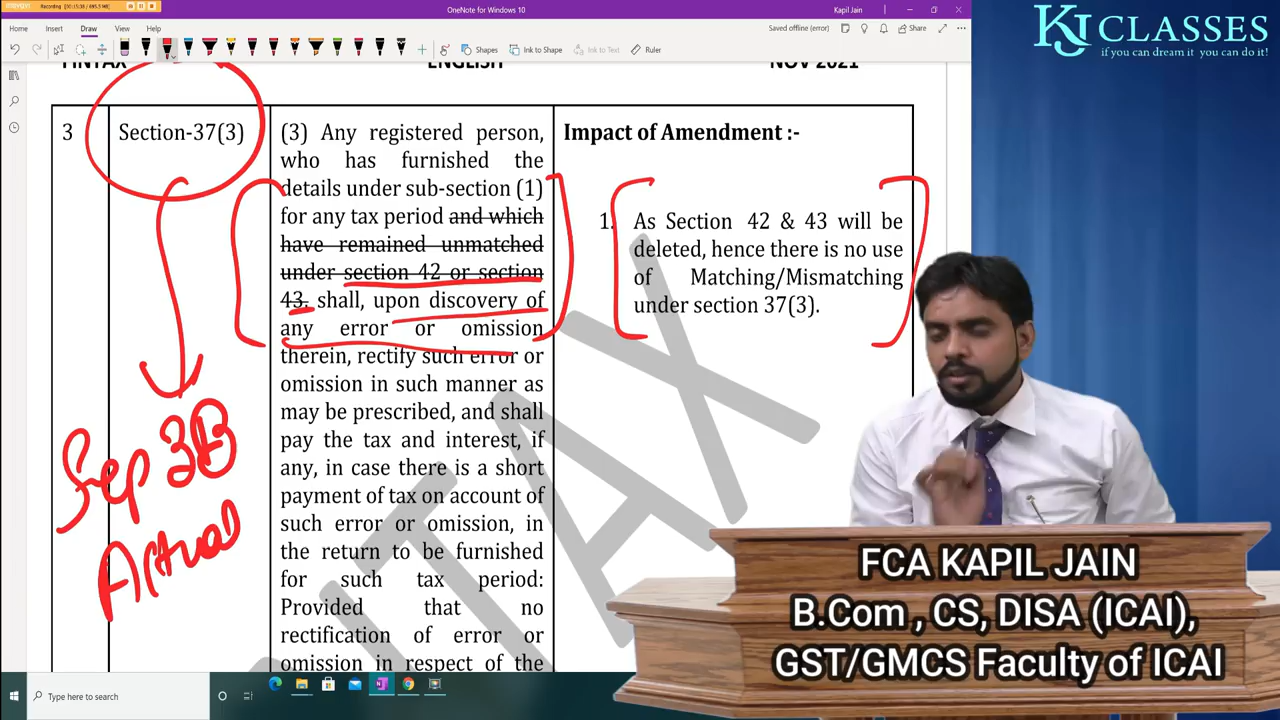 Recording
OneNote for Windows 10
Kapil Jain
Home Insert Draw View Help
Saved offline (error)
Share
Shapes
Ink to Shape
Ink to Text
Ruler
ENGLISH
NOV 2021
3
Section-37(3)
(3) Any registered person,
who has furnished the
details under sub-section (1)
for any tax period and which
have remained unmatched
under section 42 or section
43. shall, upon discovery of
any error or omission
therein, rectify such error or
omission in such manner as
may be prescribed, and shall
pay the tax and interest, if
any, in case there is a short
payment of tax on account of
such error or omission, in
the return to be furnished
for such tax period:
Provided that no
rectification of error or
omission in respect of the
Impact of Amendment :-
1. As Section 42 & 43 will be
deleted, hence there is no use
of Matching/Mismatching
under section 37(3).
Sep 3B
Actual
KJ CLASSES
if you can dream it you can do it!
FCA KAPIL JAIN
B.Com , CS, DISA (ICAI),
GST/GMCS Faculty of ICAI
Type here to search